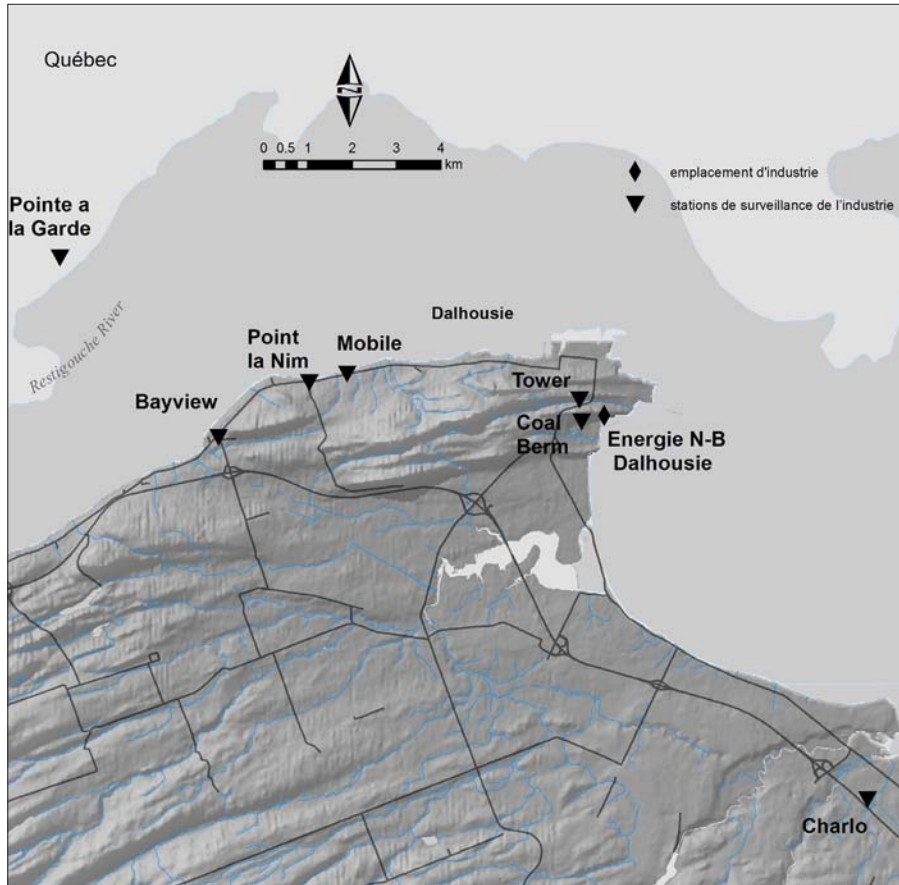 Québec
N
0 0.5 1 2 3 4
km
emplacement d'industrie
stations de surveillance de l'industrie
Pointe a
la Garde
Restigouche River
Dalhousie
Point
la Nim
Mobile
Bayview
Tower
Coal
Berm
Energie N-B
Dalhousie
Charlo